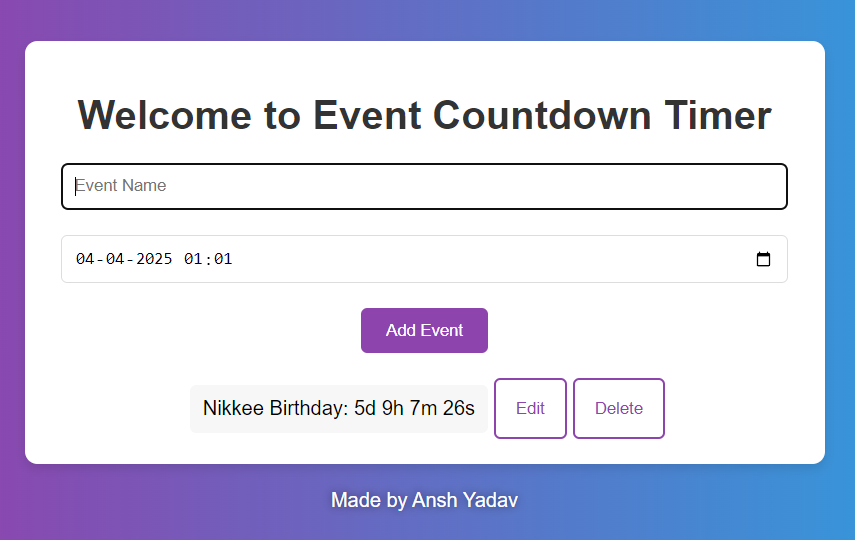 Welcome to Event Countdown Timer
Event Name
04-04-2025 01:01
Add Event
Nikkee Birthday: 5d 9h 7m 26s Edit Delete
Made by Ansh Yadav